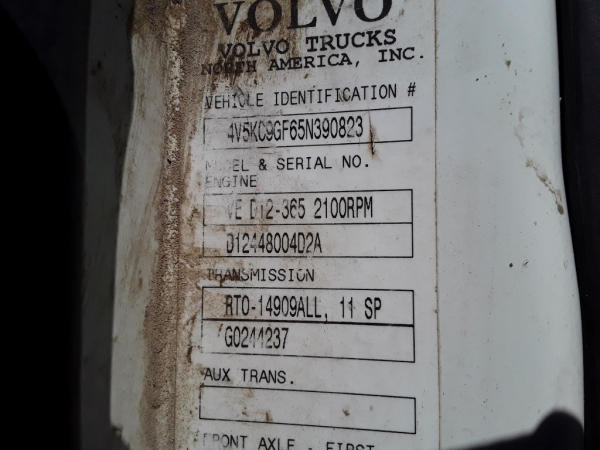 VOLVO
VOLVO TRUCKS
NORTH AMERICA, INC.
VEHICLE IDENTIFICATION #
4V5KC9GF65N390823
MODEL & SERIAL NO.
ENGINE
VE D12-365 2100RPM
D12448004D2A
TRANSMISSION
RTO-14909ALL, 11 SP
G0244237
AUX TRANS.
FRONT AXLE - FIRST